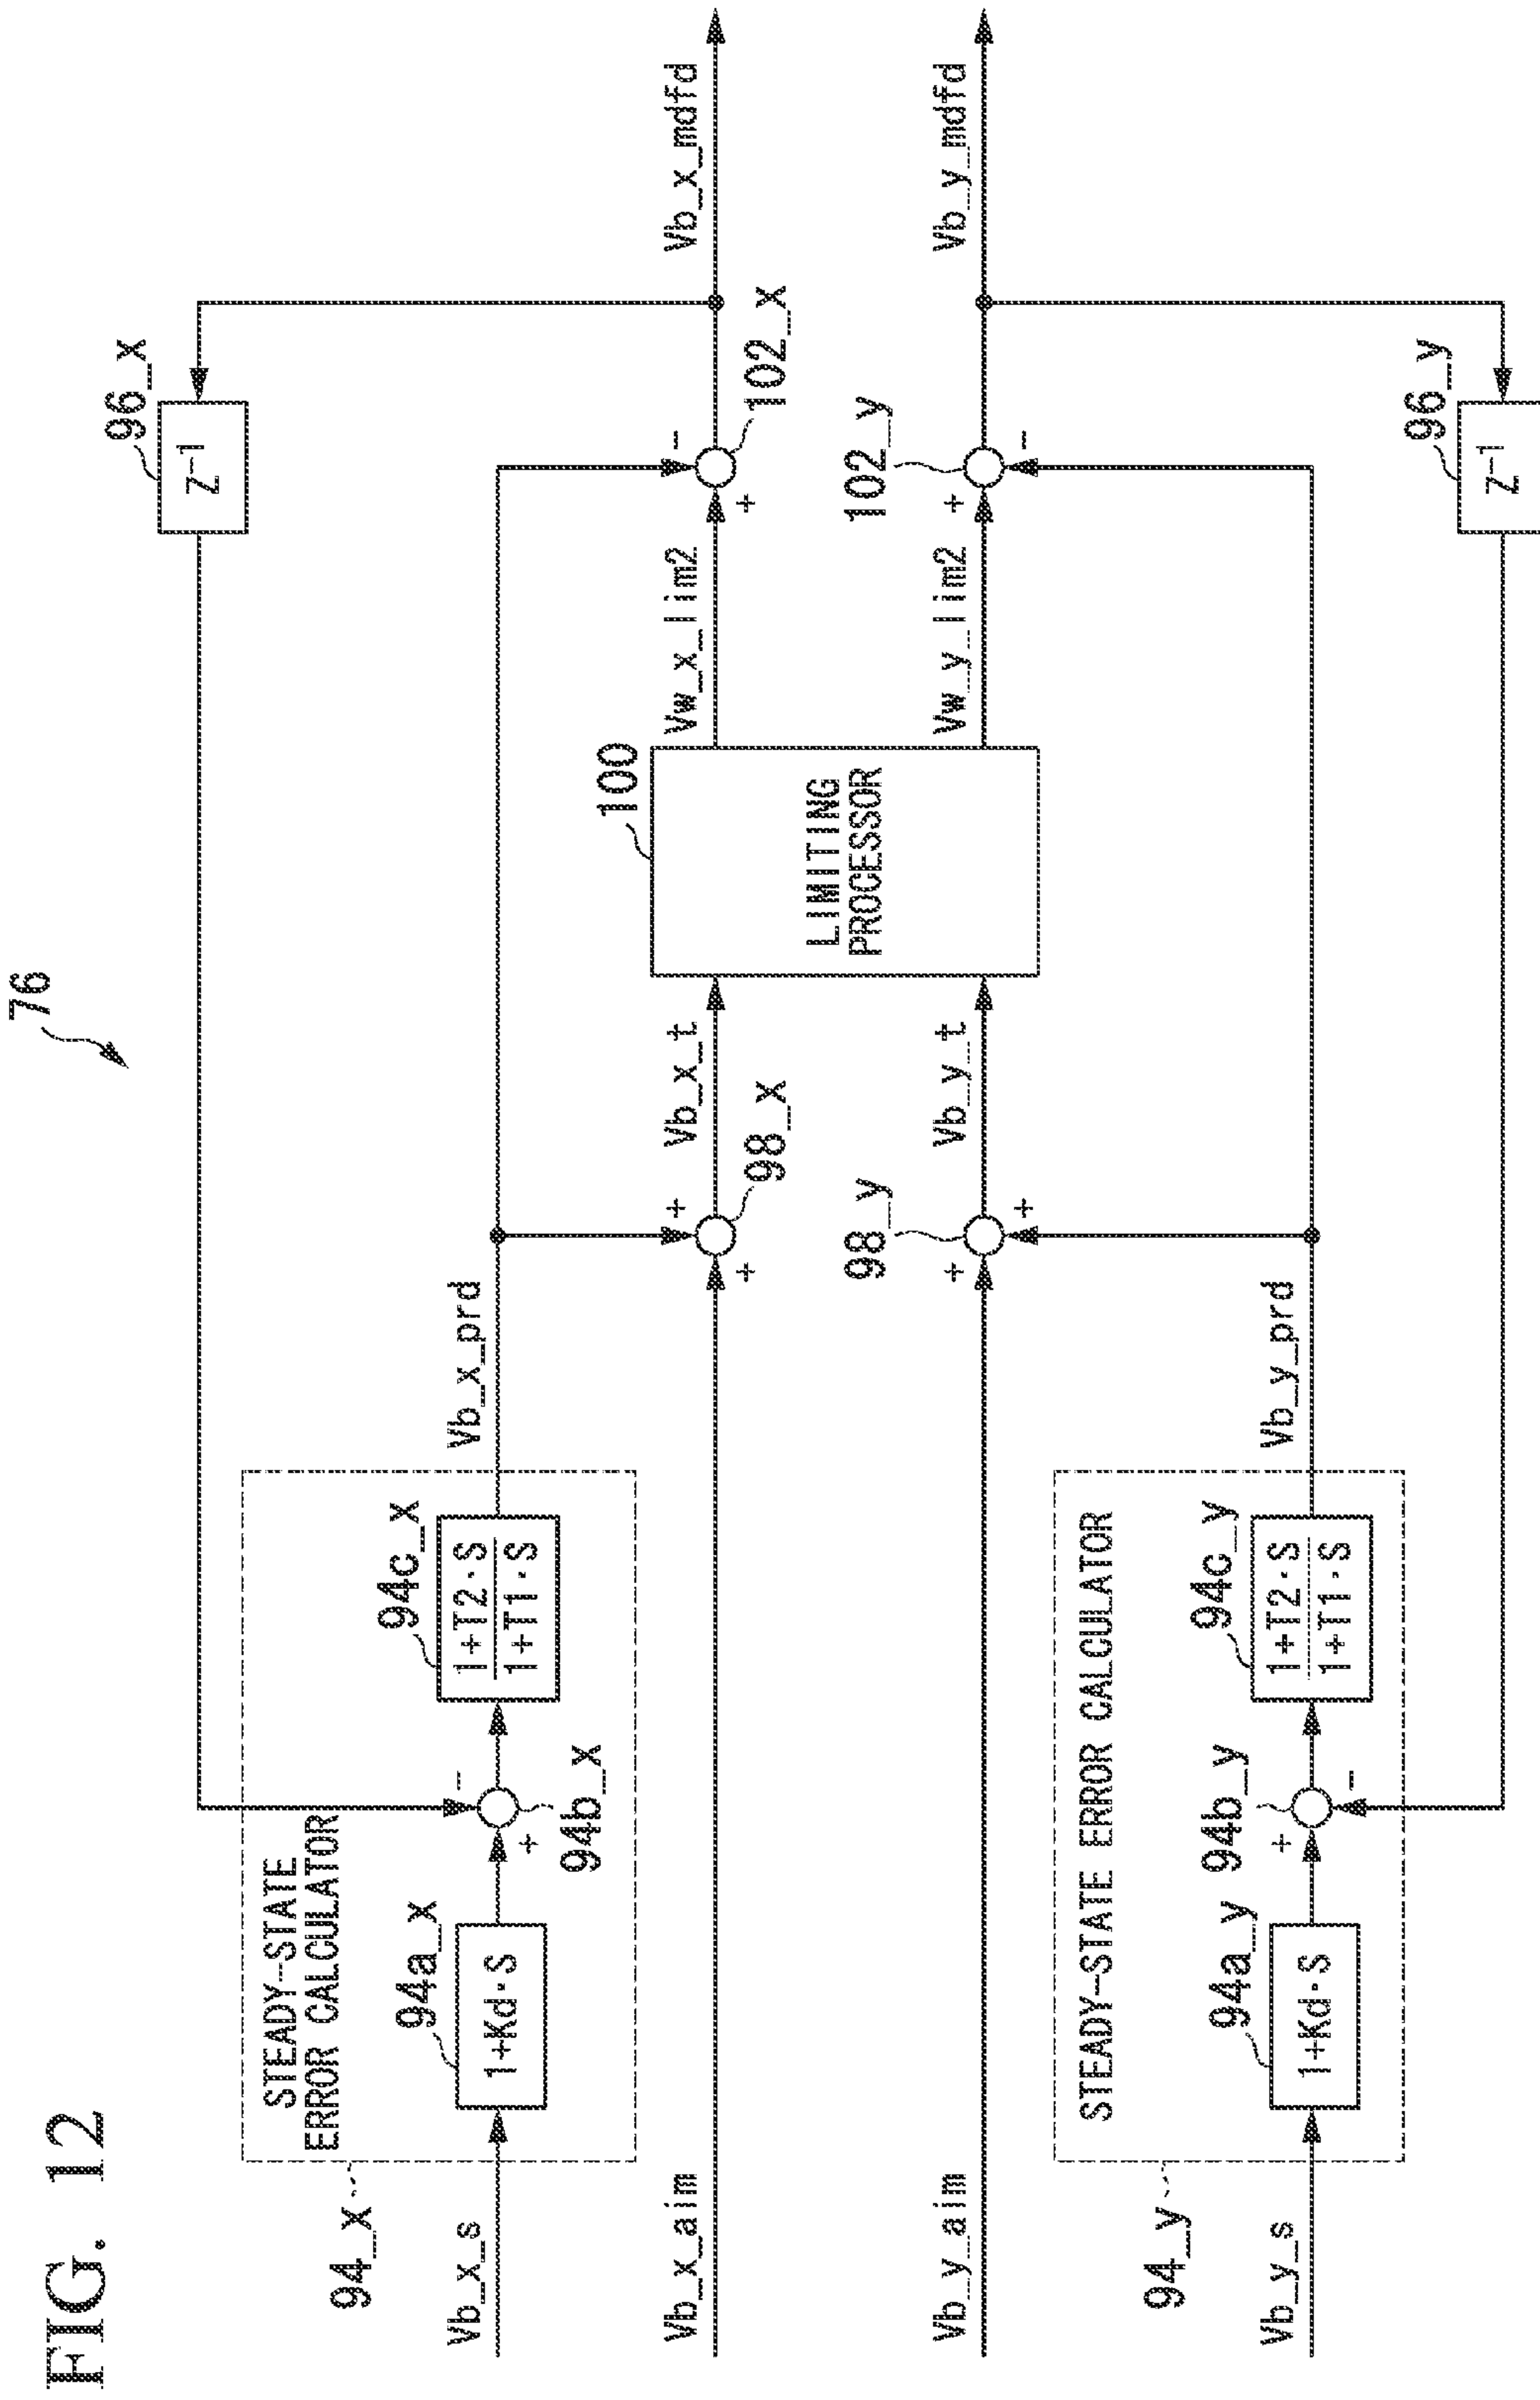 FIG. 12
76
96_x
Z-1
STEADY-STATE
ERROR CALCULATOR
94_x
94a_x
1+Kd·S
94b_x
+
-
94c_x
1+T2·S
1+T1·S
Vb_x_s
Vb_x_prd
Vb_x_aim
+
+
98_x
Vb_x_t
100
LIMITING
PROCESSOR
Vw_x_lim2
+
-
102_x
Vb_x_mdfd
Vb_y_aim
98_y
+
+
Vb_y_t
Vw_y_lim2
102_y
+
-
Vb_y_mdfd
STEADY-STATE ERROR CALCULATOR
94_y
94a_y
1+Kd·S
94b_y
+
-
94c_y
1+T2·S
1+T1·S
Vb_y_s
Vb_y_prd
96_y
Z-1